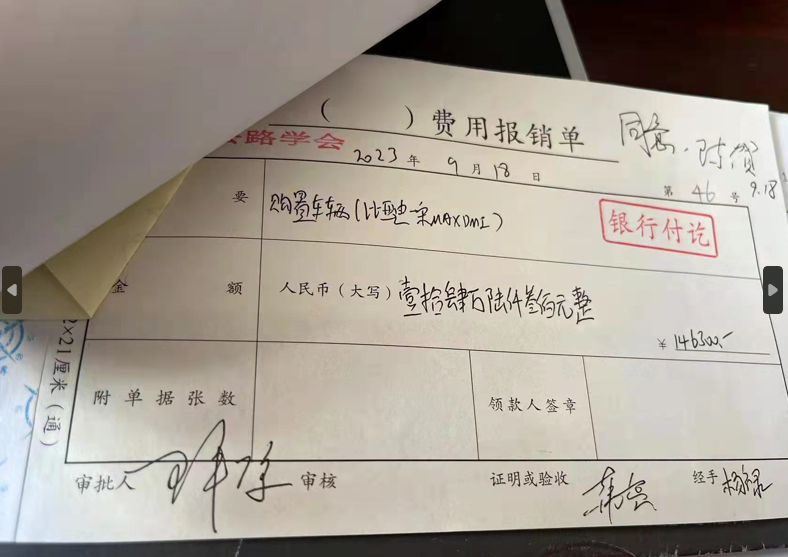 ( ) 费用报销单
路学会
2023 年 9 月 18 日
同意
9.18
第 46 号
要
购置车辆(比亚迪宋MAXDMI)
银行付讫
金 额
人民币(大写)壹拾肆万陆仟叁佰元整
¥ 146300.-
2×21厘米(通)
附单据张数
领款人签章
审批人
审核
证明或验收
经手